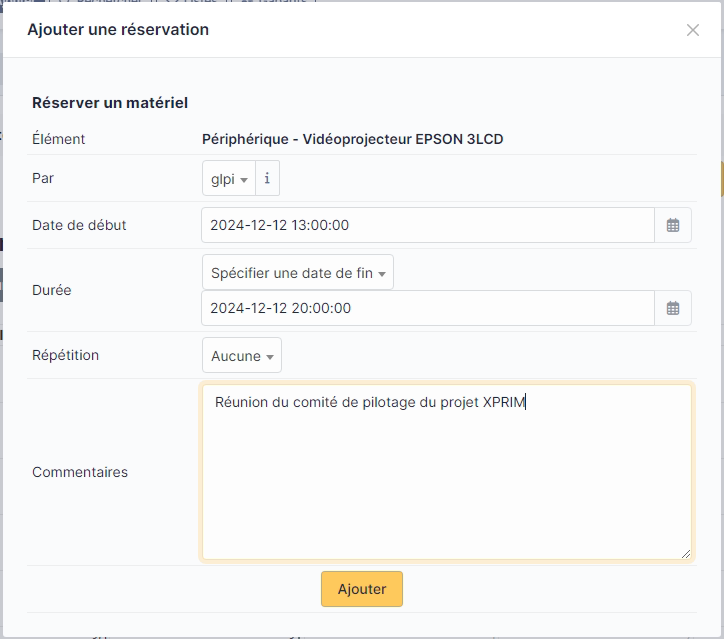 Ajouter une réservation
Réserver un matériel
Élément
Périphérique - Vidéoprojecteur EPSON 3LCD
Par
glpi
i
Date de début
2024-12-12 13:00:00
Durée
Spécifier une date de fin
2024-12-12 20:00:00
Répétition
Aucune
Commentaires
Réunion du comité de pilotage du projet XPRIM
Ajouter